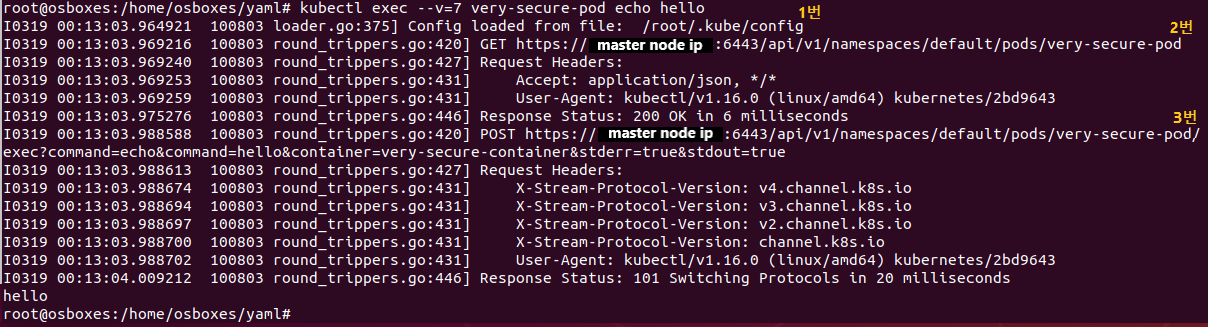 root@osboxes:/home/osboxes/yaml# kubectl exec --v=7 very-secure-pod echo hello
1번
I0319 00:13:03.964921  100803 loader.go:375] Config loaded from file:  /root/.kube/config
2번
I0319 00:13:03.969216  100803 round_trippers.go:420] GET https:// master node ip :6443/api/v1/namespaces/default/pods/very-secure-pod
I0319 00:13:03.969240  100803 round_trippers.go:427] Request Headers:
I0319 00:13:03.969253  100803 round_trippers.go:431]     Accept: application/json, */*
I0319 00:13:03.969259  100803 round_trippers.go:431]     User-Agent: kubectl/v1.16.0 (linux/amd64) kubernetes/2bd9643
I0319 00:13:03.975276  100803 round_trippers.go:446] Response Status: 200 OK in 6 milliseconds
3번
I0319 00:13:03.988588  100803 round_trippers.go:420] POST https:// master node ip :6443/api/v1/namespaces/default/pods/very-secure-pod/
exec?command=echo&command=hello&container=very-secure-container&stderr=true&stdout=true
I0319 00:13:03.988613  100803 round_trippers.go:427] Request Headers:
I0319 00:13:03.988674  100803 round_trippers.go:431]     X-Stream-Protocol-Version: v4.channel.k8s.io
I0319 00:13:03.988694  100803 round_trippers.go:431]     X-Stream-Protocol-Version: v3.channel.k8s.io
I0319 00:13:03.988697  100803 round_trippers.go:431]     X-Stream-Protocol-Version: v2.channel.k8s.io
I0319 00:13:03.988700  100803 round_trippers.go:431]     X-Stream-Protocol-Version: channel.k8s.io
I0319 00:13:03.988702  100803 round_trippers.go:431]     User-Agent: kubectl/v1.16.0 (linux/amd64) kubernetes/2bd9643
I0319 00:13:04.009212  100803 round_trippers.go:446] Response Status: 101 Switching Protocols in 20 milliseconds
hello
root@osboxes:/home/osboxes/yaml#